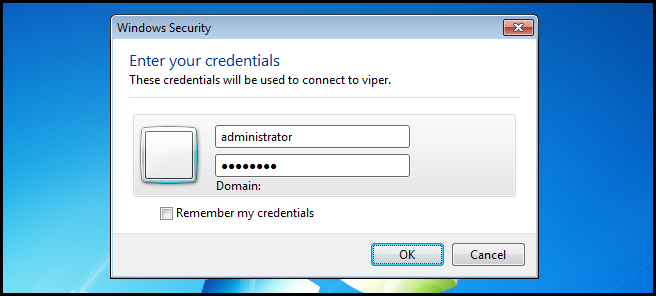 Windows Security
Enter your credentials
These credentials will be used to connect to viper.
administrator
●●●●●●●●
Domain:
Remember my credentials
OK Cancel